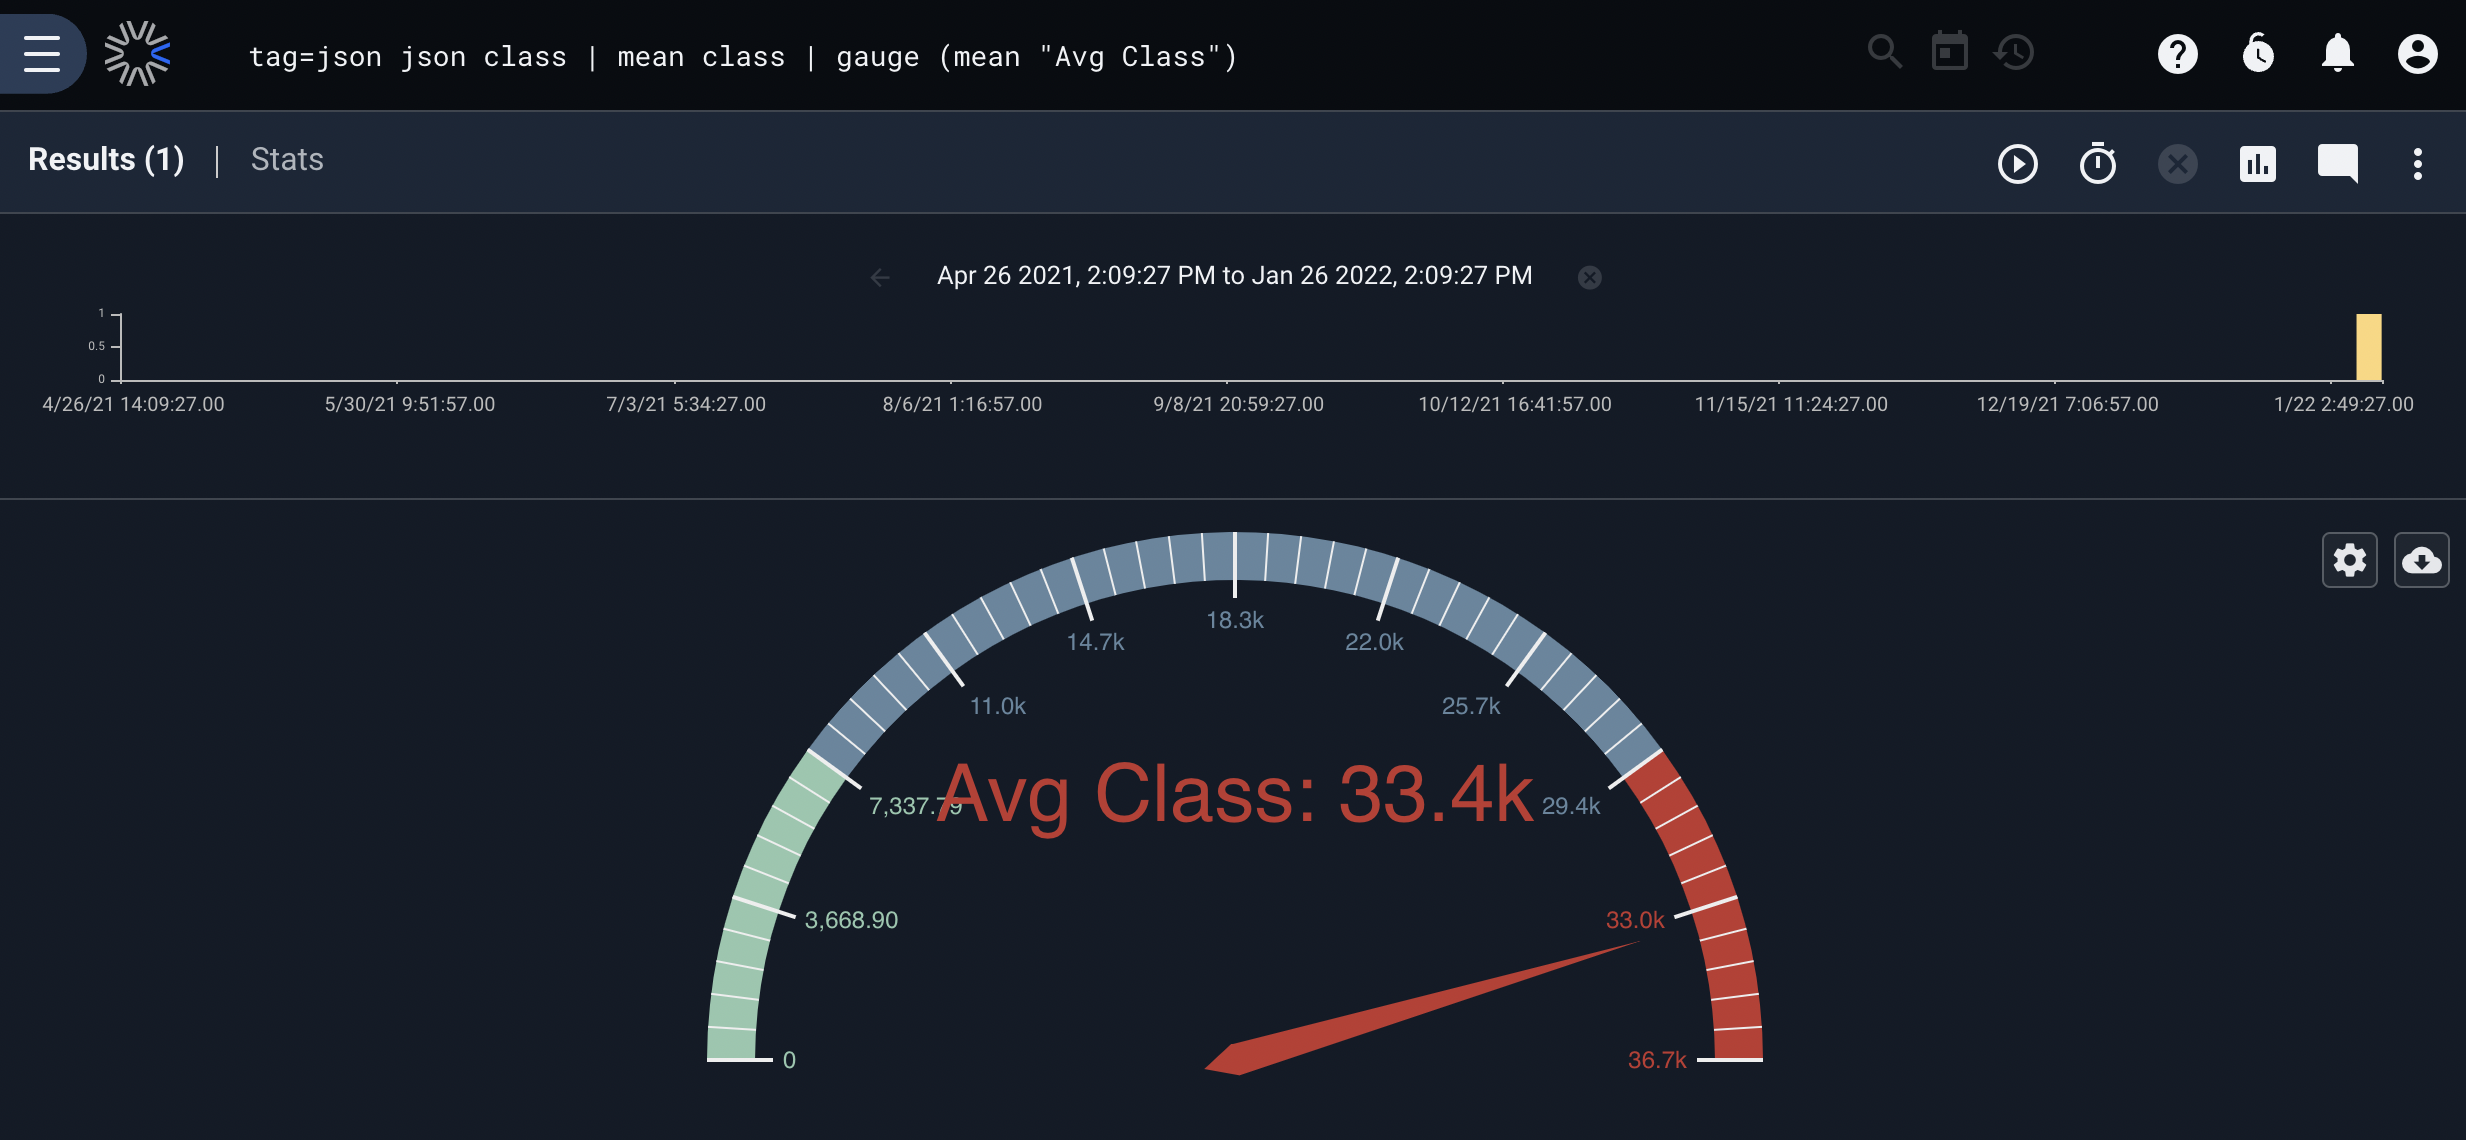 tag=json json class | mean class | gauge (mean "Avg Class")
Results (1) | Stats
Apr 26 2021, 2:09:27 PM to Jan 26 2022, 2:09:27 PM
1
0.5
0
4/26/21 14:09:27.00 5/30/21 9:51:57.00 7/3/21 5:34:27.00 8/6/21 1:16:57.00 9/8/21 20:59:27.00 10/12/21 16:41:57.00 11/15/21 11:24:27.00 12/19/21 7:06:57.00 1/22 2:49:27.00
18.3k
14.7k 22.0k
11.0k 25.7k
Avg Class: 33.4k
7,337.79 29.4k
3,668.90 33.0k
0 36.7k